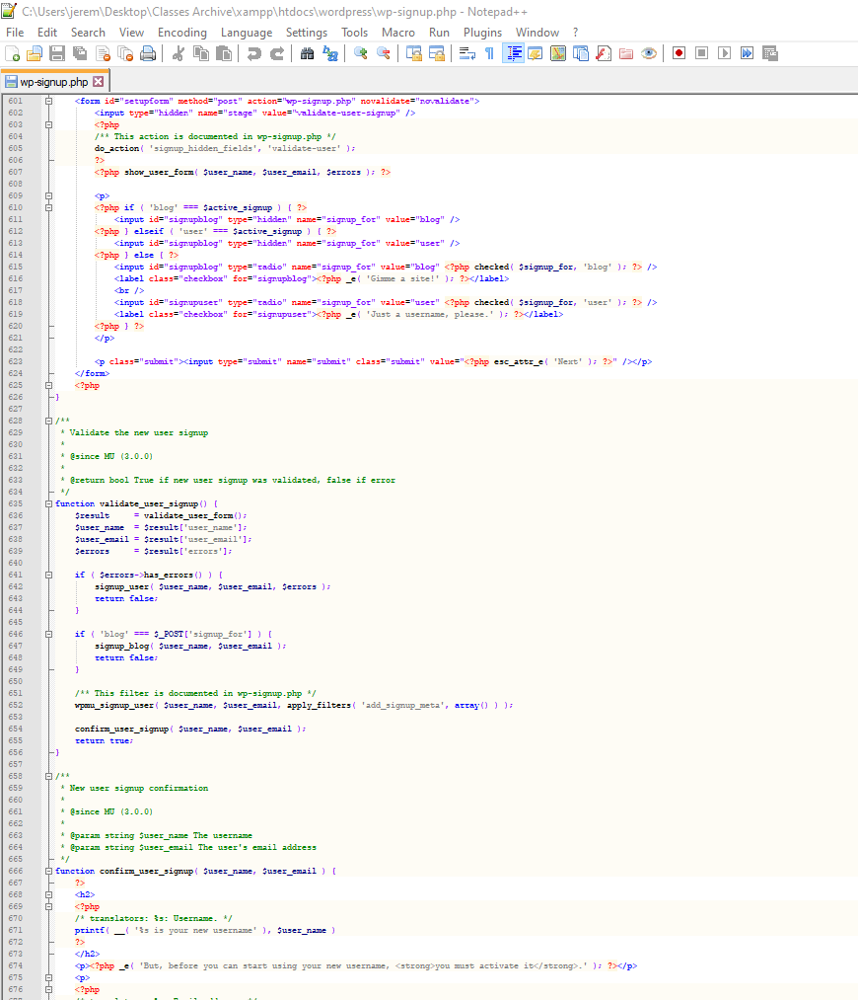 C:\Users\jerem\Desktop\Classes Archive\xampp\htdocs\wordpress\wp-signup.php - Notepad++
File Edit Search View Encoding Language Settings Tools Macro Run Plugins Window ?
wp-signup.php
601 <form id="setupform" method="post" action="wp-signup.php" novalidate="novalidate">
602 <input type="hidden" name="stage" value="validate-user-signup" />
603 <?php
604 /** This action is documented in wp-signup.php */
605 do_action( 'signup_hidden_fields', 'validate-user' );
606 ?>
607 <?php show_user_form( $user_name, $user_email, $errors ); ?>
608
609 <p>
610 <?php if ( 'blog' === $active_signup ) { ?>
611 <input id="signupblog" type="hidden" name="signup_for" value="blog" />
612 <?php } elseif ( 'user' === $active_signup ) { ?>
613 <input id="signupblog" type="hidden" name="signup_for" value="user" />
614 <?php } else { ?>
615 <input id="signupblog" type="radio" name="signup_for" value="blog" <?php checked( $signup_for, 'blog' ); ?> />
616 <label class="checkbox" for="signupblog"><?php _e( 'Gimme a site!' ); ?></label>
617 <br />
618 <input id="signupuser" type="radio" name="signup_for" value="user" <?php checked( $signup_for, 'user' ); ?> />
619 <label class="checkbox" for="signupuser"><?php _e( 'Just a username, please.' ); ?></label>
620 <?php } ?>
621 </p>
622
623 <p class="submit"><input type="submit" name="submit" class="submit" value="<?php esc_attr_e( 'Next' ); ?>" /></p>
624 </form>
625 <?php
626 }
627
628 /**
629 * Validate the new user signup
630 *
631 * @since MU (3.0.0)
632 *
633 * @return bool True if new user signup was validated, false if error
634 */
635 function validate_user_signup() {
636 $result = validate_user_form();
637 $user_name = $result['user_name'];
638 $user_email = $result['user_email'];
639 $errors = $result['errors'];
640
641 if ( $errors->has_errors() ) {
642 signup_user( $user_name, $user_email, $errors );
643 return false;
644 }
645
646 if ( 'blog' === $_POST['signup_for'] ) {
647 signup_blog( $user_name, $user_email );
648 return false;
649 }
650
651 /** This filter is documented in wp-signup.php */
652 wpmu_signup_user( $user_name, $user_email, apply_filters( 'add_signup_meta', array() ) );
653
654 confirm_user_signup( $user_name, $user_email );
655 return true;
656 }
657
658 /**
659 * New user signup confirmation
660 *
661 * @since MU (3.0.0)
662 *
663 * @param string $user_name The username
664 * @param string $user_email The user's email address
665 */
666 function confirm_user_signup( $user_name, $user_email ) {
667 ?>
668 <h2>
669 <?php
670 /* translators: %s: Username. */
671 printf( __( '%s is your new username' ), $user_name )
672 ?>
673 </h2>
674 <p><?php _e( 'But, before you can start using your new username, <strong>you must activate it</strong>.' ); ?></p>
675 <p>
676 <?php